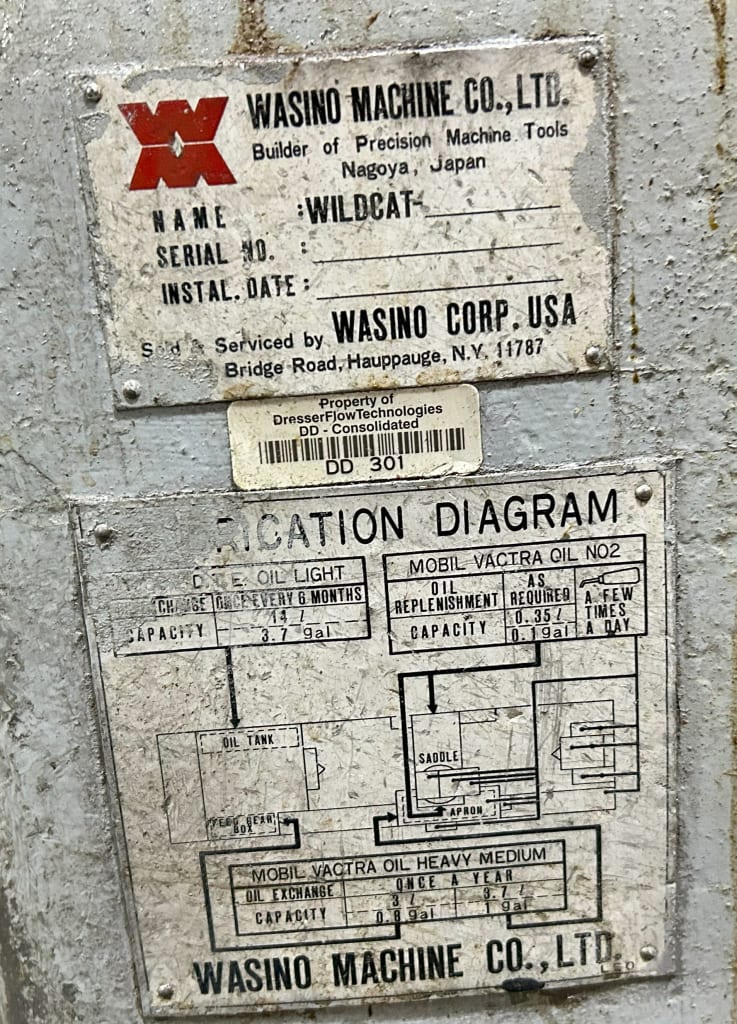 WASINO MACHINE CO., LTD.
Builder of Precision Machine Tools
Nagoya, Japan
NAME :WILDCAT-
SERIAL NO. :
INSTAL. DATE :
Serviced by WASINO CORP. USA
Bridge Road, Hauppauge, N.Y. 11787
Property of
DresserFlowTechnologies
DD - Consolidated
DD 301
RICATION DIAGRAM
OIL LIGHT
CHANGE ONCE EVERY 6 MONTHS
CAPACITY 14 l
3.7 gal
MOBIL VACTRA OIL NO2
OIL REPLENISHMENT
AS REQUIRED
CAPACITY
0.35 l
0.1 gal
A FEW
TIMES
A DAY
OIL TANK
SADDLE
FEED GEAR
BOX
APRON
MOBIL VACTRA OIL HEAVY MEDIUM
OIL EXCHANGE ONCE A YEAR
CAPACITY 3 l 3.7 l
0.8 gal 1 gal
WASINO MACHINE CO., LTD.